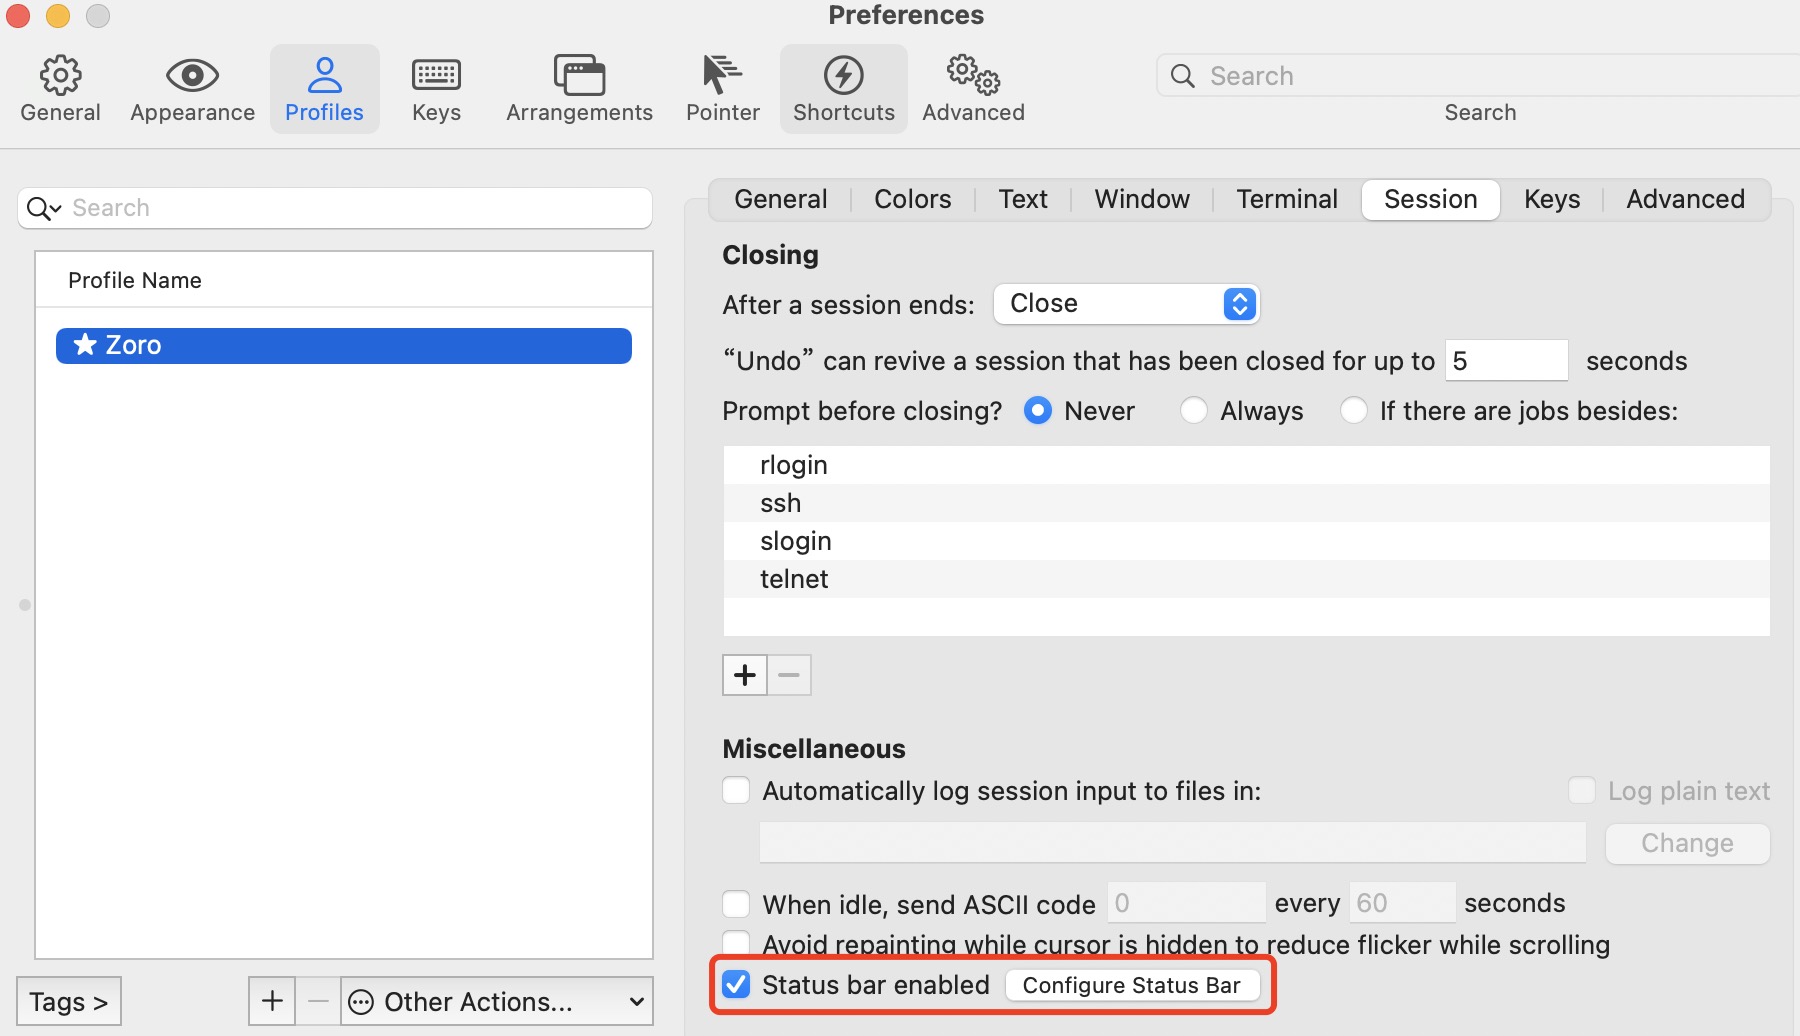 Preferences
General
Appearance
Profiles
Keys
Arrangements
Pointer
Shortcuts
Advanced
Search
Search
Search
Profile Name
Zoro
Tags >
Other Actions...
General
Colors
Text
Window
Terminal
Session
Keys
Advanced
Closing
After a session ends: Close
“Undo” can revive a session that has been closed for up to 5 seconds
Prompt before closing? Never Always If there are jobs besides:
rlogin
ssh
slogin
telnet
Miscellaneous
Automatically log session input to files in: Log plain text
Change
When idle, send ASCII code 0 every 60 seconds
Avoid repainting while cursor is hidden to reduce flicker while scrolling
Status bar enabled Configure Status Bar